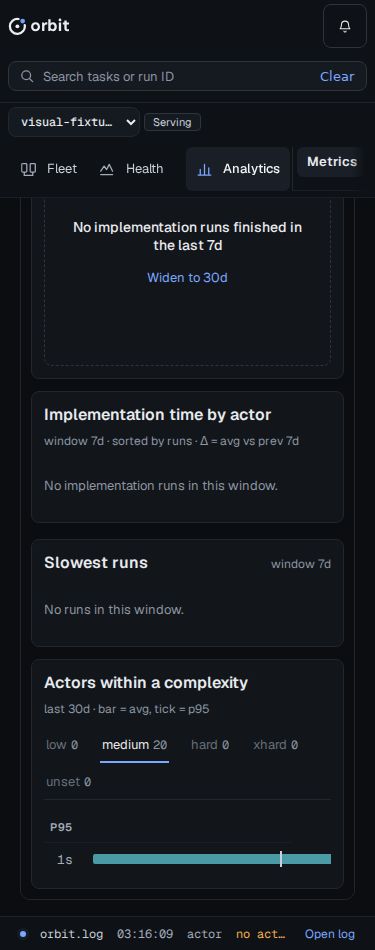 orbit
Search tasks or run ID Clear
visual-fixtu… Serving
Fleet Health Analytics Metrics
No implementation runs finished in
the last 7d
Widen to 30d
Implementation time by actor
window 7d · sorted by runs · Δ = avg vs prev 7d
No implementation runs in this window.
Slowest runs window 7d
No runs in this window.
Actors within a complexity
last 30d · bar = avg, tick = p95
low 0 medium 20 hard 0 xhard 0
unset 0
P95
1s
orbit.log 03:16:09 actor no act… Open log